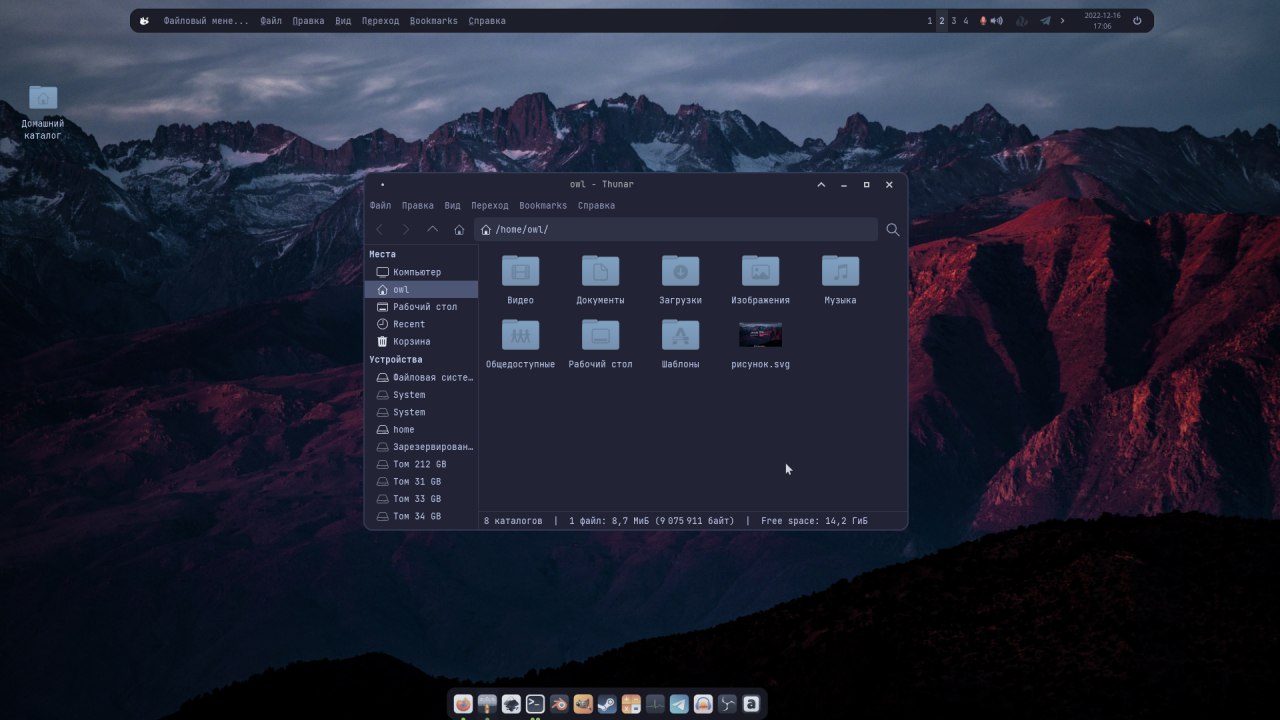 Файловый мене... Файл Правка Вид Переход Bookmarks Справка
1 2 3 4
2022-12-16
17:06
Домашний
каталог
owl - Thunar
Файл Правка Вид Переход Bookmarks Справка
/home/owl/
Места
Компьютер
owl
Рабочий стол
Recent
Корзина
Устройства
Файловая систе…
System
System
home
Зарезервирован…
Том 212 GB
Том 31 GB
Том 33 GB
Том 34 GB
Видео Документы Загрузки Изображения Музыка
Общедоступные Рабочий стол Шаблоны рисунок.svg
8 каталогов | 1 файл: 8,7 МиБ (9 075 911 байт) | Free space: 14,2 ГиБ